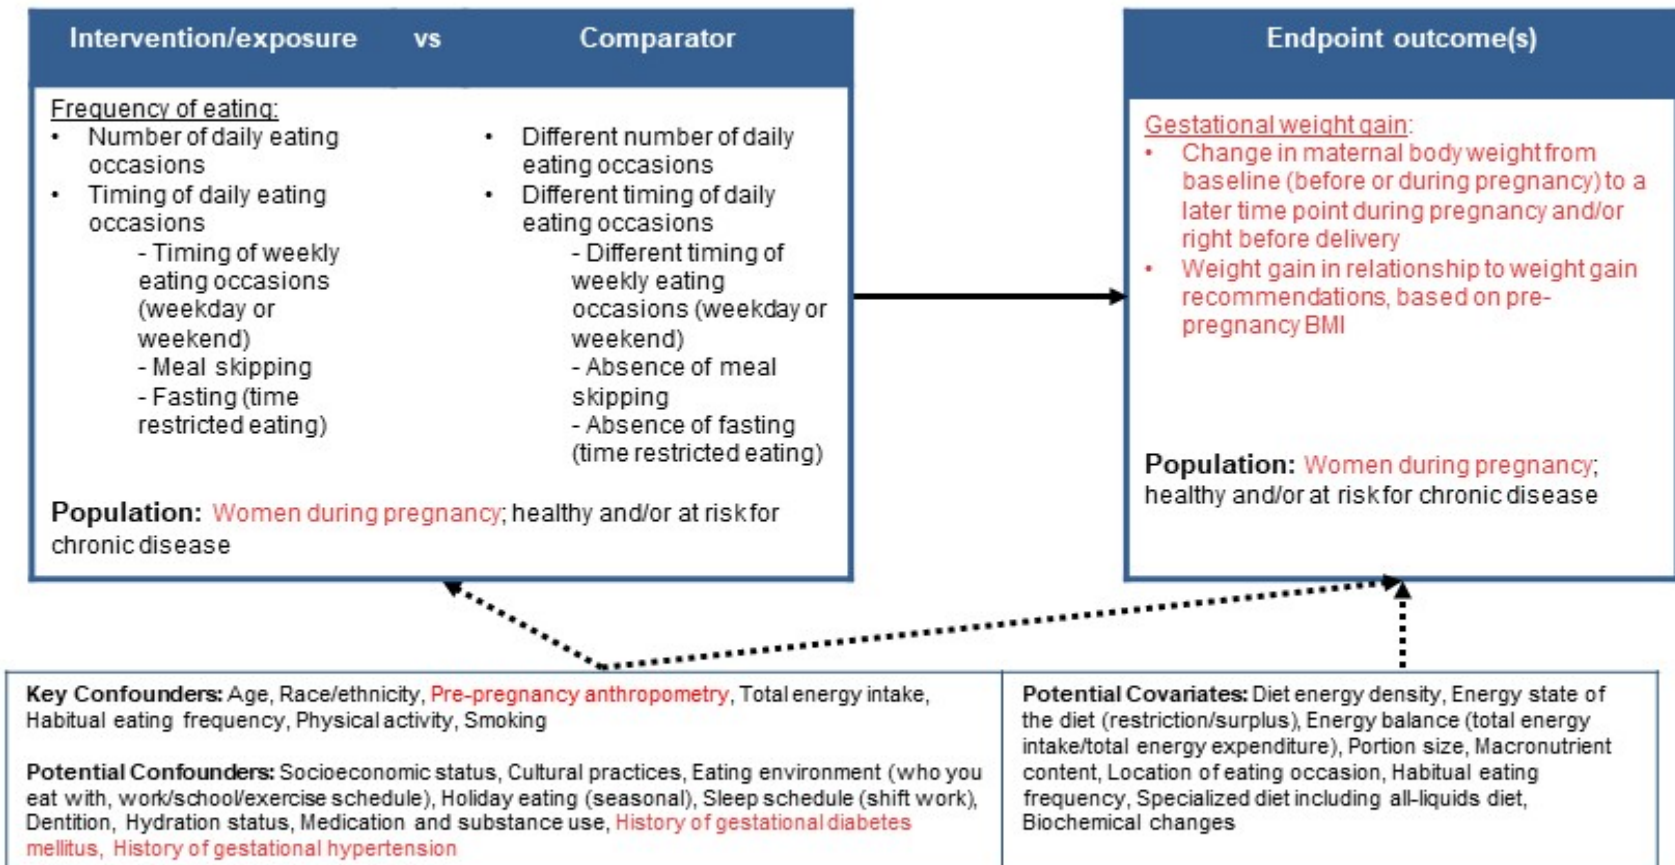 Intervention/exposure vs Comparator
Frequency of eating:
• Number of daily eating
occasions
• Timing of daily eating
occasions
- Timing of weekly
eating occasions
(weekday or
weekend)
- Meal skipping
- Fasting (time
restricted eating)
• Different number of daily
eating occasions
• Different timing of daily
eating occasions
- Different timing of
weekly eating
occasions (weekday or
weekend)
- Absence of meal
skipping
- Absence of fasting
(time restricted eating)
Population: Women during pregnancy; healthy and/or at risk for
chronic disease
Endpoint outcome(s)
Gestational weight gain:
• Change in maternal body weight from
baseline (before or during pregnancy) to a
later time point during pregnancy and/or
right before delivery
• Weight gain in relationship to weight gain
recommendations, based on pre-
pregnancy BMI
Population: Women during pregnancy;
healthy and/or at risk for chronic disease
Key Confounders: Age, Race/ethnicity, Pre-pregnancy anthropometry, Total energy intake,
Habitual eating frequency, Physical activity, Smoking
Potential Confounders: Socioeconomic status, Cultural practices, Eating environment (who you
eat with, work/school/exercise schedule), Holiday eating (seasonal), Sleep schedule (shift work),
Dentition, Hydration status, Medication and substance use, History of gestational diabetes
mellitus, History of gestational hypertension
Potential Covariates: Diet energy density, Energy state of
the diet (restriction/surplus), Energy balance (total energy
intake/total energy expenditure), Portion size, Macronutrient
content, Location of eating occasion, Habitual eating
frequency, Specialized diet including all-liquids diet,
Biochemical changes